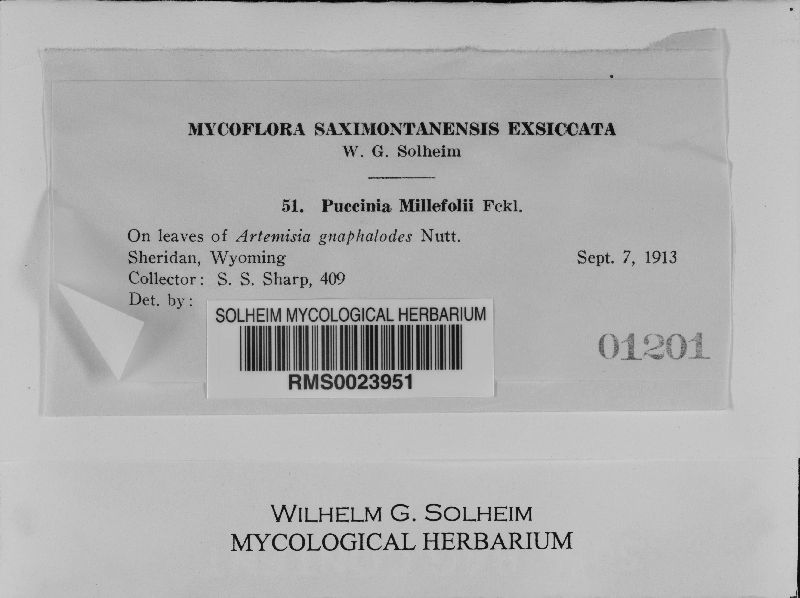 MYCOFLORA SAXIMONTANENSIS EXSICCATA
W. G. Solheim
51. Puccinia Millefolii Fckl.
On leaves of Artemisia gnaphalodes Nutt.
Sheridan, Wyoming Sept. 7, 1913
Collector: S. S. Sharp, 409
Det. by:
SOLHEIM MYCOLOGICAL HERBARIUM
RMS0023951
01201
WILHELM G. SOLHEIM
MYCOLOGICAL HERBARIUM